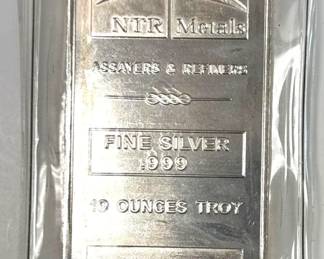 NTR Metals
ASSAYERS & REFINERS
FINE SILVER
.999
10 OUNCES TROY